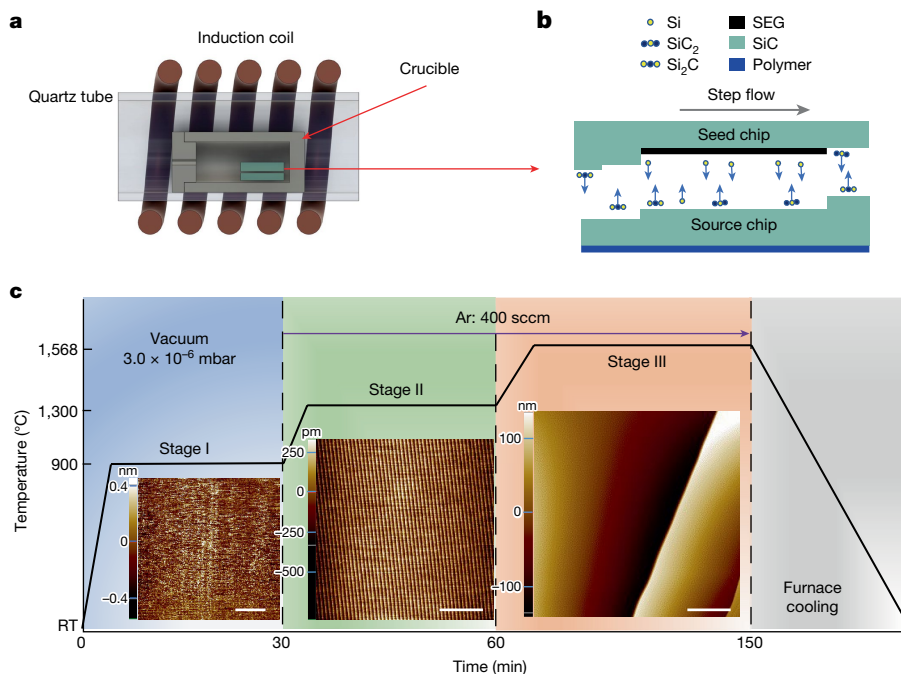 a
Induction coil
Quartz tube
Crucible
b
Si
SiC₂
Si₂C
SEG
SiC
Polymer
Step flow
Seed chip
Source chip
c
Temperature (°C)
1,568
1,300
900
RT
Vacuum
3.0 × 10⁻⁶ mbar
Ar: 400 sccm
Stage I
Stage II
Stage III
nm
0.4
0
−0.4
pm
250
0
−250
−500
nm
100
0
−100
Furnace
cooling
0
30
60
150
Time (min)